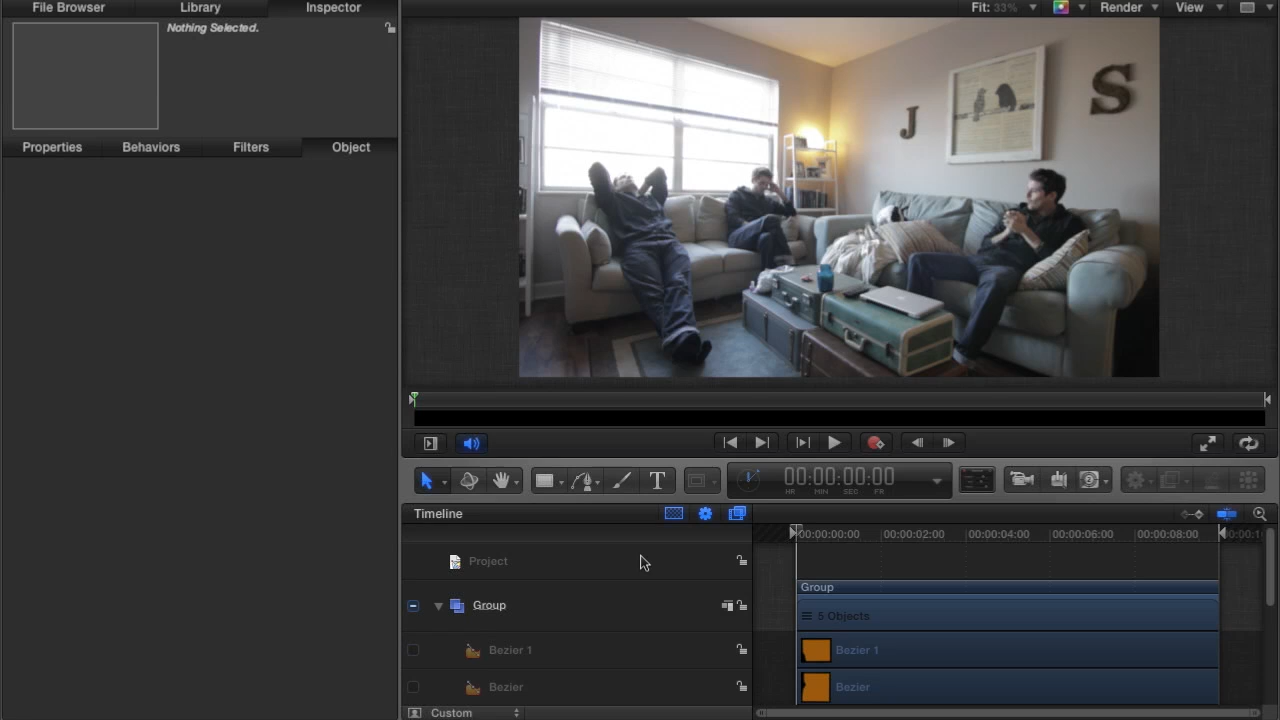 File Browser Library Inspector Fit: 33% Render View
Nothing Selected.
Properties Behaviors Filters Object
J S
00:00:00:00
HR MIN SEC FR
Timeline
00:00:00:00 00:00:02:00 00:00:04:00 00:00:06:00 00:00:08:00
Project
Group
Group
5 Objects
Bezier 1 Bezier 1
Bezier Bezier
Custom